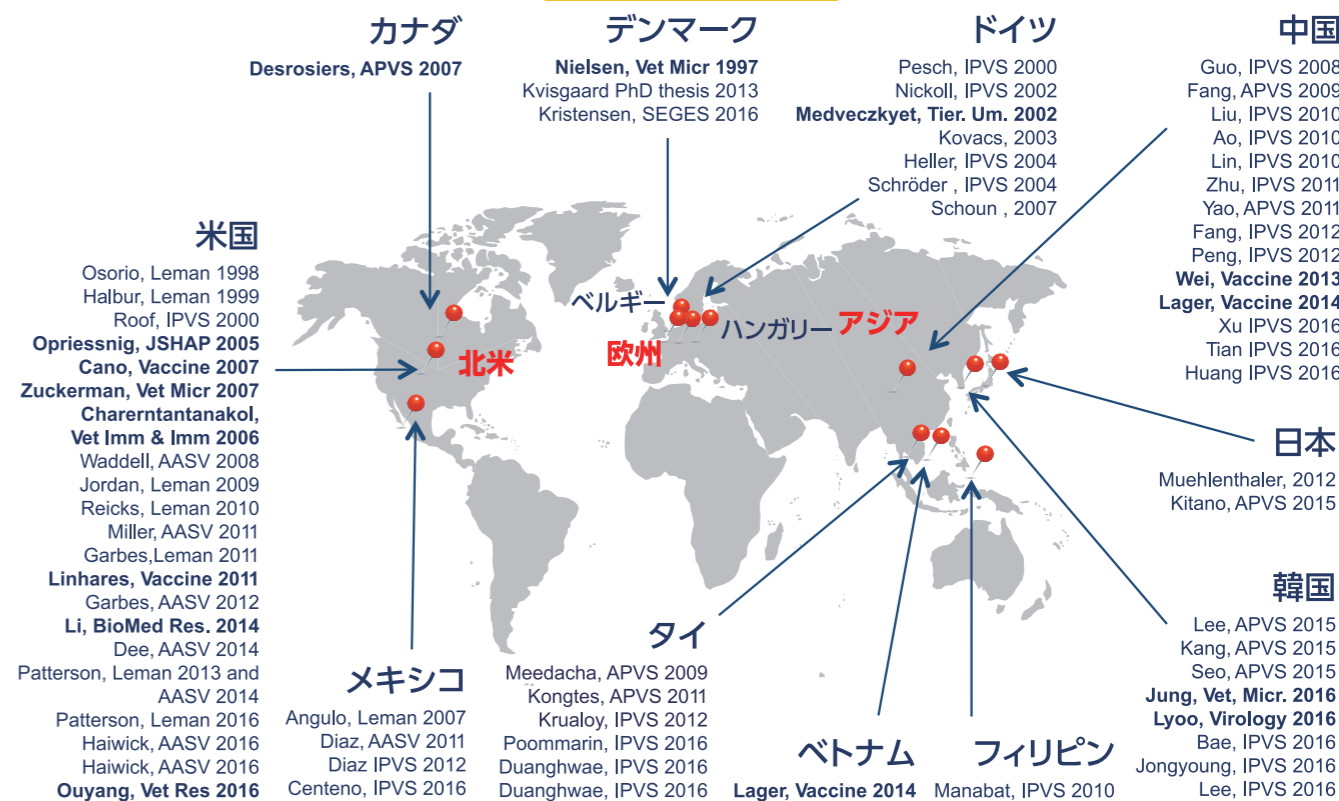 カナダ
Desrosiers, APVS 2007
デンマーク
Nielsen, Vet Micr 1997
Kvisgaard PhD thesis 2013
Kristensen, SEGES 2016
ドイツ
Pesch, IPVS 2000
Nickoll, IPVS 2002
Medveczkyet, Tier. Um. 2002
Kovacs, 2003
Heller, IPVS 2004
Schröder , IPVS 2004
Schoun , 2007
中国
Guo, IPVS 2008
Fang, APVS 2009
Liu, IPVS 2010
Ao, IPVS 2010
Lin, IPVS 2010
Zhu, IPVS 2011
Yao, APVS 2011
Fang, IPVS 2012
Peng, IPVS 2012
Wei, Vaccine 2013
Lager, Vaccine 2014
Xu IPVS 2016
Tian IPVS 2016
Huang IPVS 2016
米国
Osorio, Leman 1998
Halbur, Leman 1999
Roof, IPVS 2000
Opriessnig, JSHAP 2005
Cano, Vaccine 2007
Zuckerman, Vet Micr 2007
Charerntantanakol,
Vet Imm & Imm 2006
Waddell, AASV 2008
Jordan, Leman 2009
Reicks, Leman 2010
Miller, AASV 2011
Garbes,Leman 2011
Linhares, Vaccine 2011
Garbes, AASV 2012
Li, BioMed Res. 2014
Dee, AASV 2014
Patterson, Leman 2013 and
AASV 2014
Patterson, Leman 2016
Haiwick, AASV 2016
Haiwick, AASV 2016
Ouyang, Vet Res 2016
北米
ベルギー
欧州
ハンガリー
アジア
日本
Muehlenthaler, 2012
Kitano, APVS 2015
韓国
Lee, APVS 2015
Kang, APVS 2015
Seo, APVS 2015
Jung, Vet, Micr. 2016
Lyoo, Virology 2016
Bae, IPVS 2016
Jongyoung, IPVS 2016
Lee, IPVS 2016
メキシコ
Angulo, Leman 2007
Diaz, AASV 2011
Diaz IPVS 2012
Centeno, IPVS 2016
タイ
Meedacha, APVS 2009
Kongtes, APVS 2011
Krualoy, IPVS 2012
Poommarin, IPVS 2016
Duanghwae, IPVS 2016
Duanghwae, IPVS 2016
ベトナム
Lager, Vaccine 2014
フィリピン
Manabat, IPVS 2010